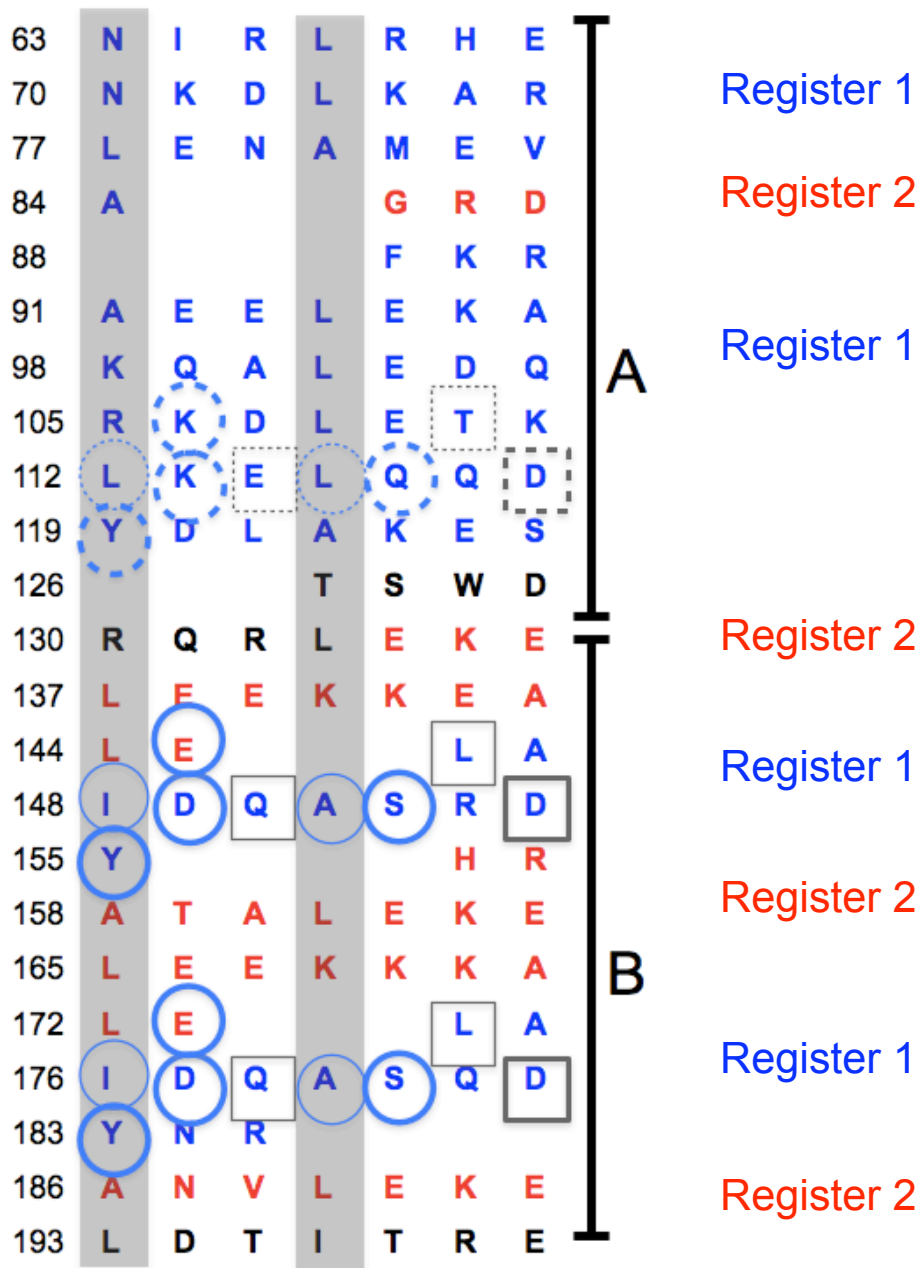 63 N I R L R H E
70 N K D L K A R Register 1
77 L E N A M E V
84 A G R D Register 2
88 F K R
91 A E E L E K A Register 1
98 K Q A L E D Q A
105 R K D L E T K
112 L K E L Q Q D
119 Y D L A K E S
126 T S W D
130 R Q R L E K E Register 2
137 L E E K K E A
144 L E L A Register 1
148 I D Q A S R D
155 Y H R
158 A T A L E K E Register 2
165 L E E K K K A B
172 L E L A
176 I D Q A S Q D Register 1
183 Y N R
186 A N V L E K E Register 2
193 L D T I T R E